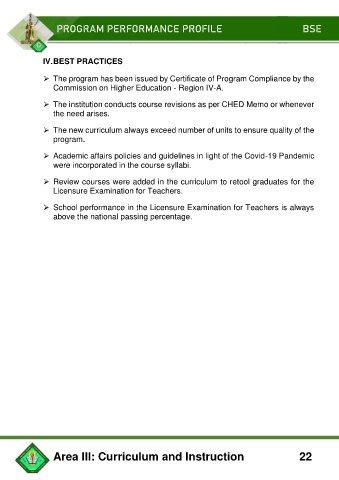 PROGRAM PERFORMANCE PROFILE BSE
IV.BEST PRACTICES
➢ The program has been issued by Certificate of Program Compliance by the
Commission on Higher Education - Region IV-A.
➢ The institution conducts course revisions as per CHED Memo or whenever
the need arises.
➢ The new curriculum always exceed number of units to ensure quality of the
program.
➢ Academic affairs policies and guidelines in light of the Covid-19 Pandemic
were incorporated in the course syllabi.
➢ Review courses were added in the curriculum to retool graduates for the
Licensure Examination for Teachers.
➢ School performance in the Licensure Examination for Teachers is always
above the national passing percentage.
Area III: Curriculum and Instruction 22